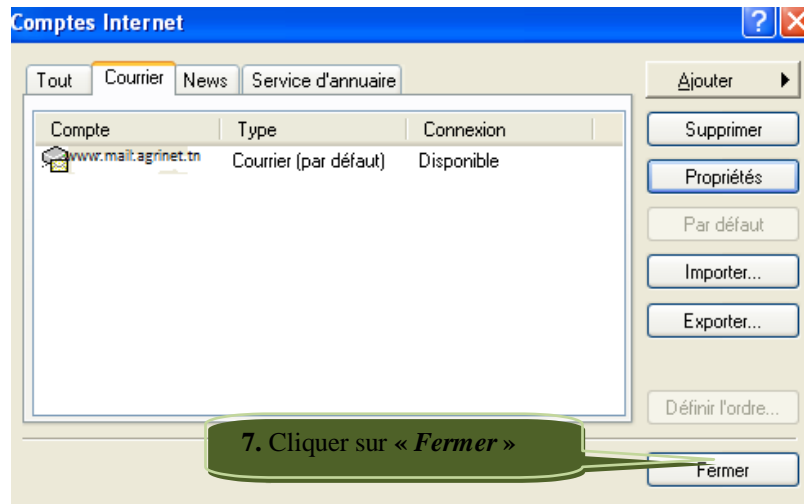 Comptes Internet
Tout Courrier News Service d'annuaire
Ajouter
Compte Type Connexion
Supprimer
www.mail.agrinet.tn Courrier (par défaut) Disponible
Propriétés
Par défaut
Importer...
Exporter...
Définir l'ordre...
7. Cliquer sur « Fermer »
Fermer